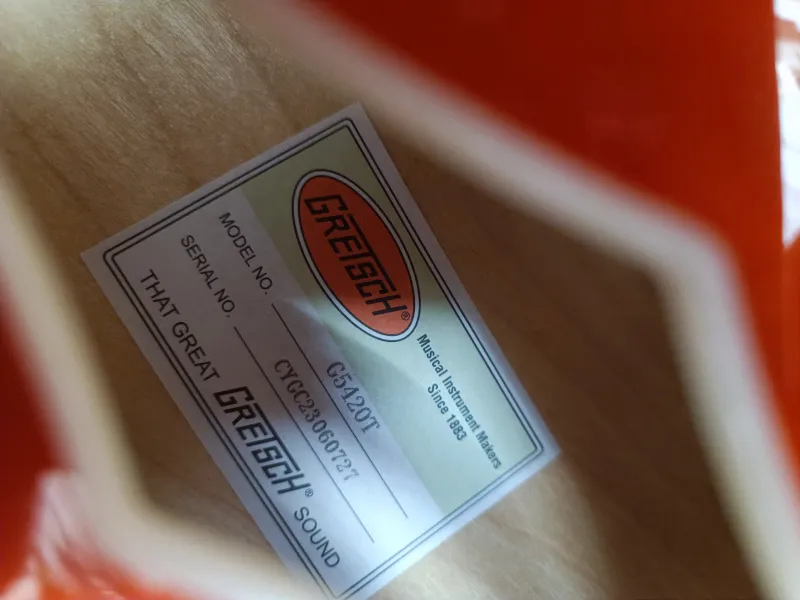 GRETSCH®
Musical Instrument Makers
Since 1883
MODEL NO. G5420T
SERIAL NO. CYGC23060727
THAT GREAT GRETSCH® SOUND